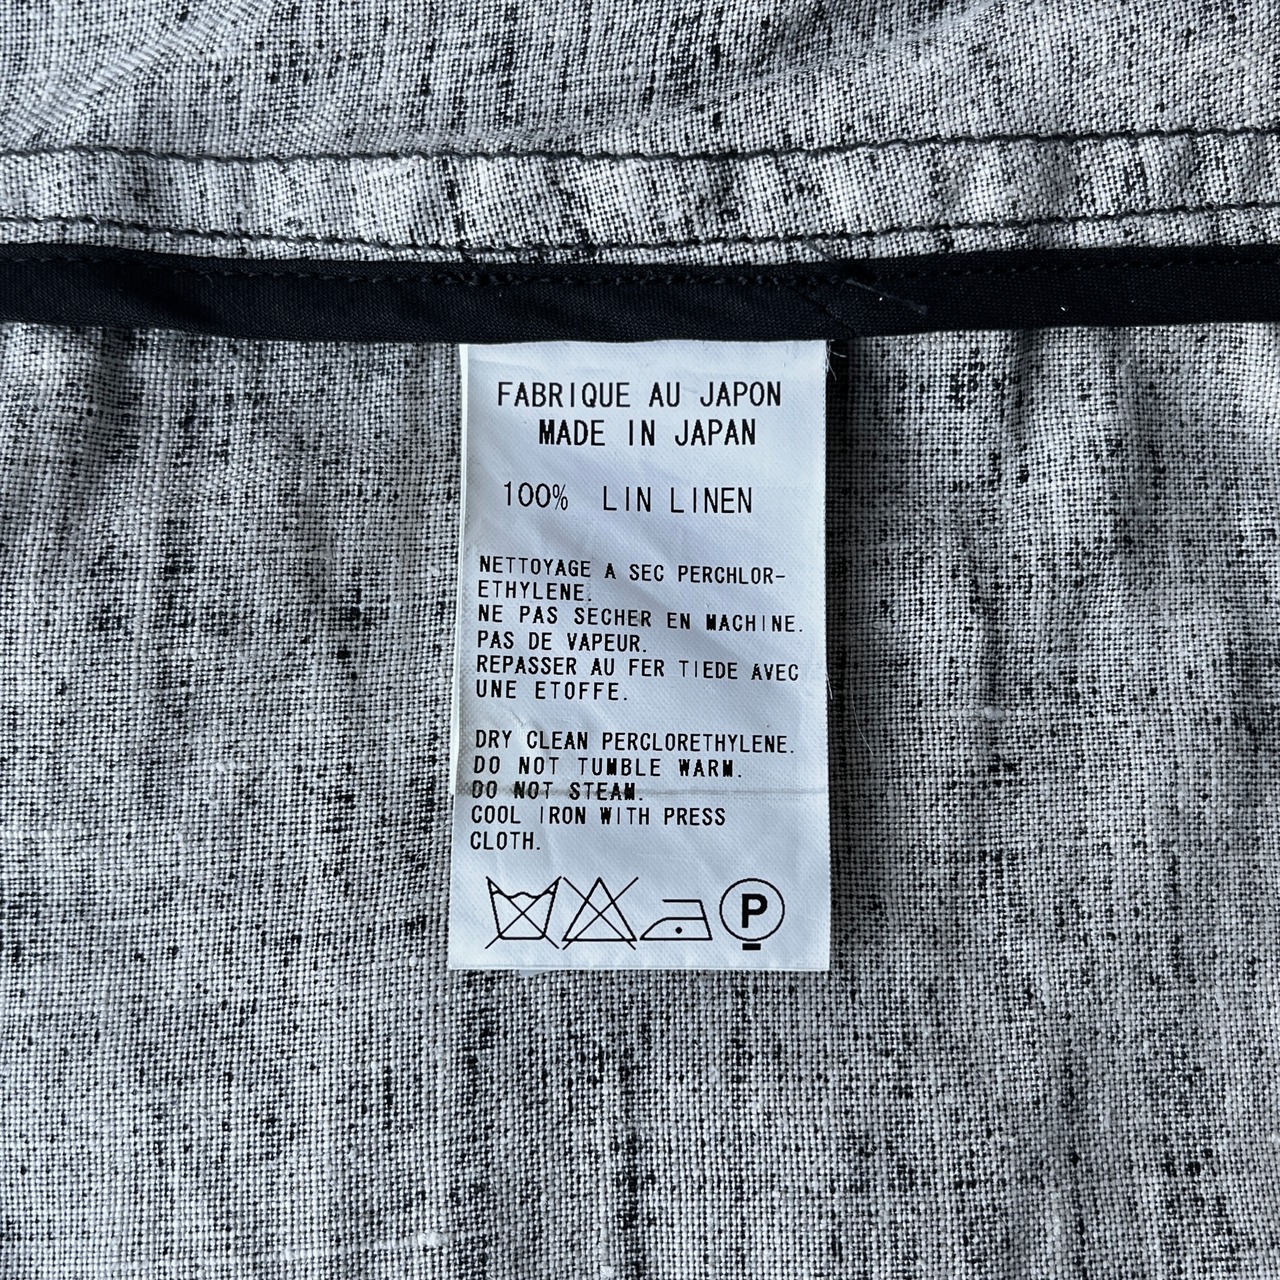 FABRIQUE AU JAPON
MADE IN JAPAN
100% LIN LINEN
NETTOYAGE A SEC PERCHLOR-
ETHYLENE.
NE PAS SECHER EN MACHINE.
PAS DE VAPEUR.
REPASSER AU FER TIEDE AVEC
UNE ETOFFE.
DRY CLEAN PERCLORETHYLENE.
DO NOT TUMBLE WARM.
DO NOT STEAM.
COOL IRON WITH PRESS
CLOTH.
P